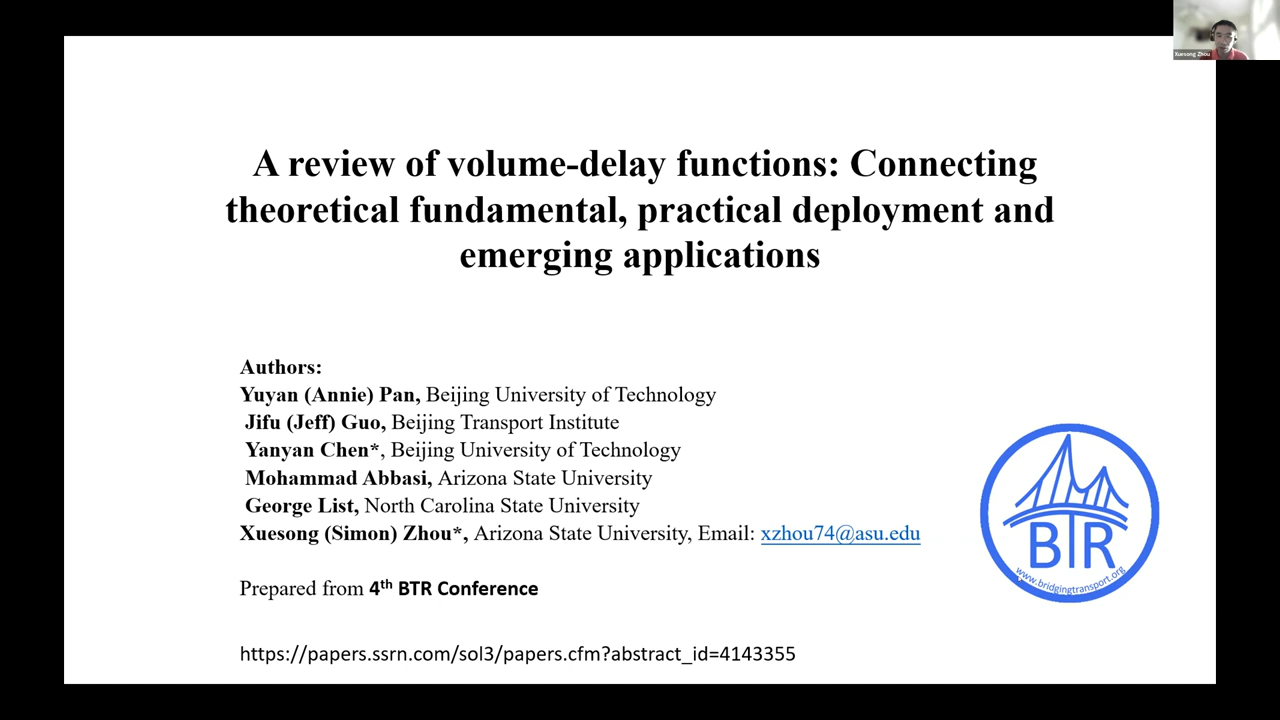 Xuesong Zhou
A review of volume-delay functions: Connecting
theoretical fundamental, practical deployment and
emerging applications
Authors:
Yuyan (Annie) Pan, Beijing University of Technology
Jifu (Jeff) Guo, Beijing Transport Institute
Yanyan Chen*, Beijing University of Technology
Mohammad Abbasi, Arizona State University
George List, North Carolina State University
Xuesong (Simon) Zhou*, Arizona State University, Email: xzhou74@asu.edu
BTR
www.bridgingtransport.org
Prepared from 4th BTR Conference
https://papers.ssrn.com/sol3/papers.cfm?abstract_id=4143355